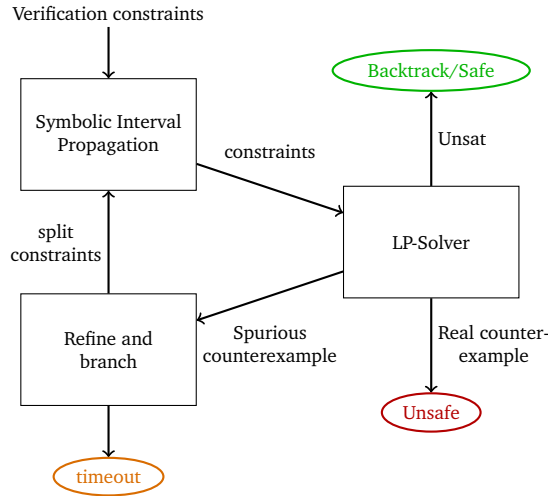 Verification constraints
Backtrack/Safe
Symbolic Interval
Propagation
constraints
Unsat
LP-Solver
split
constraints
Refine and
branch
Spurious
counterexample
Real counter-
example
Unsafe
timeout